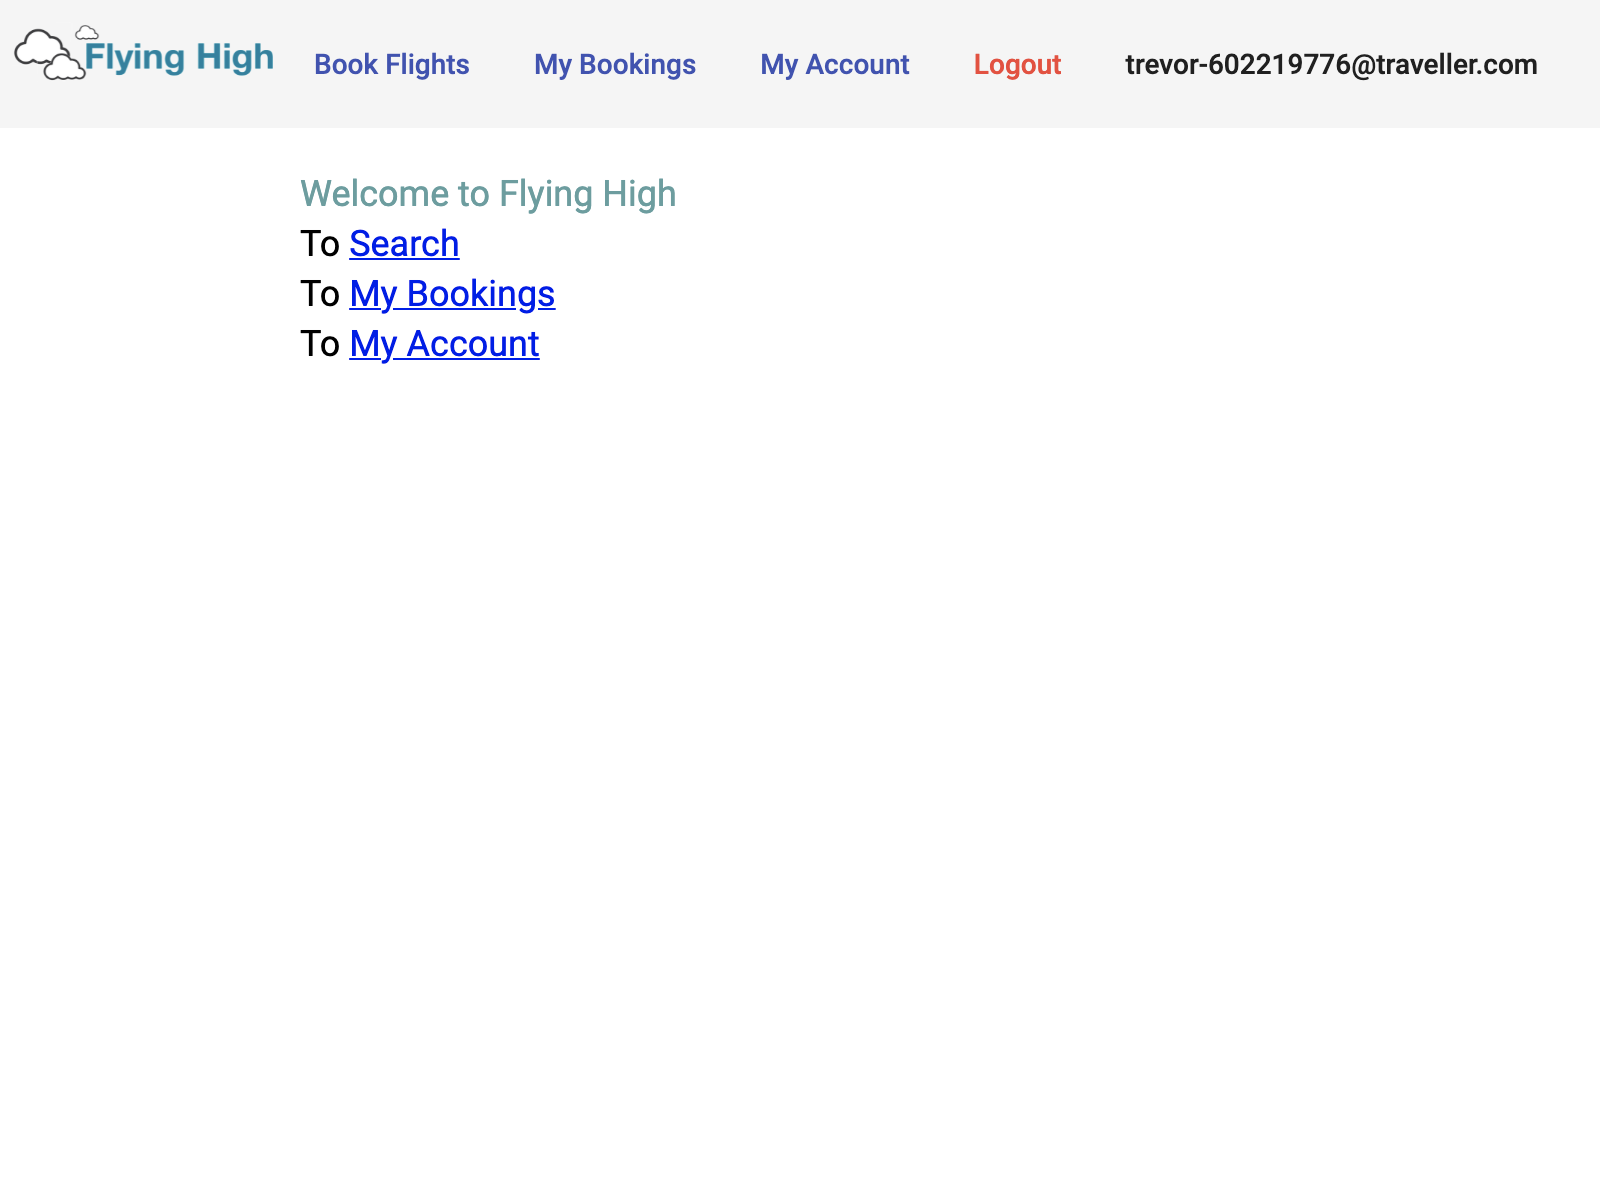 Flying High Book Flights My Bookings My Account Logout trevor-602219776@traveller.com
Welcome to Flying High
To Search
To My Bookings
To My Account